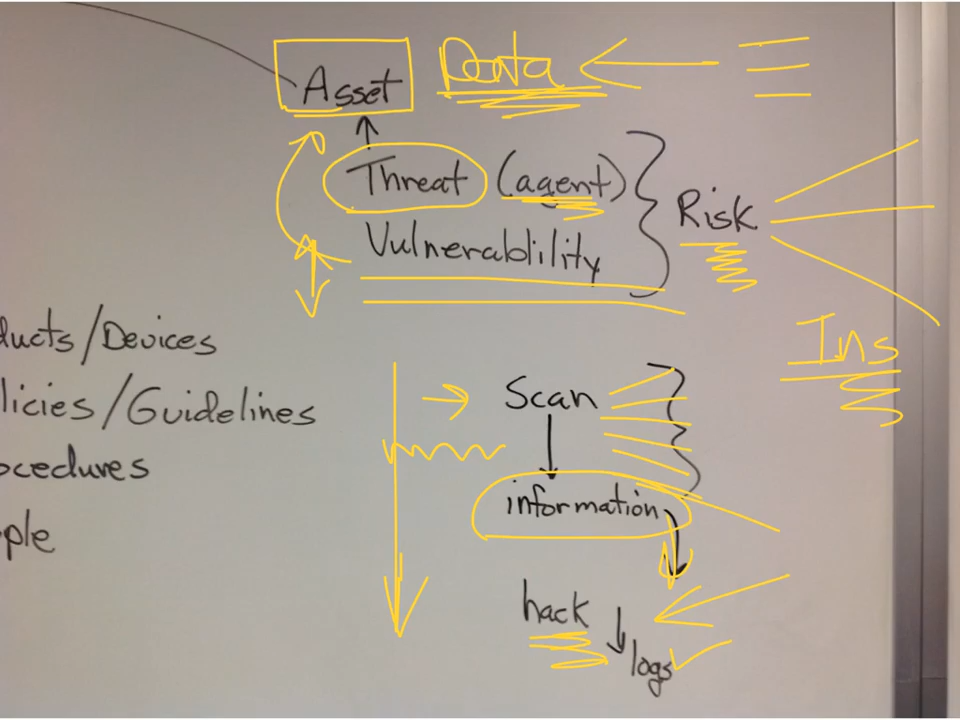 Asset Data
Threat (agent)
Vulnerablility
Risk
Ins
ducts/Devices
licies/Guidelines
ocedures
ple
Scan
information
hack
logs